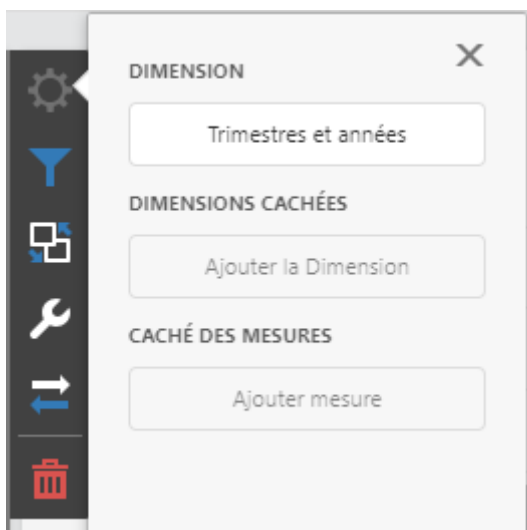 DIMENSION
Trimestres et années
DIMENSIONS CACHÉES
Ajouter la Dimension
CACHÉ DES MESURES
Ajouter mesure